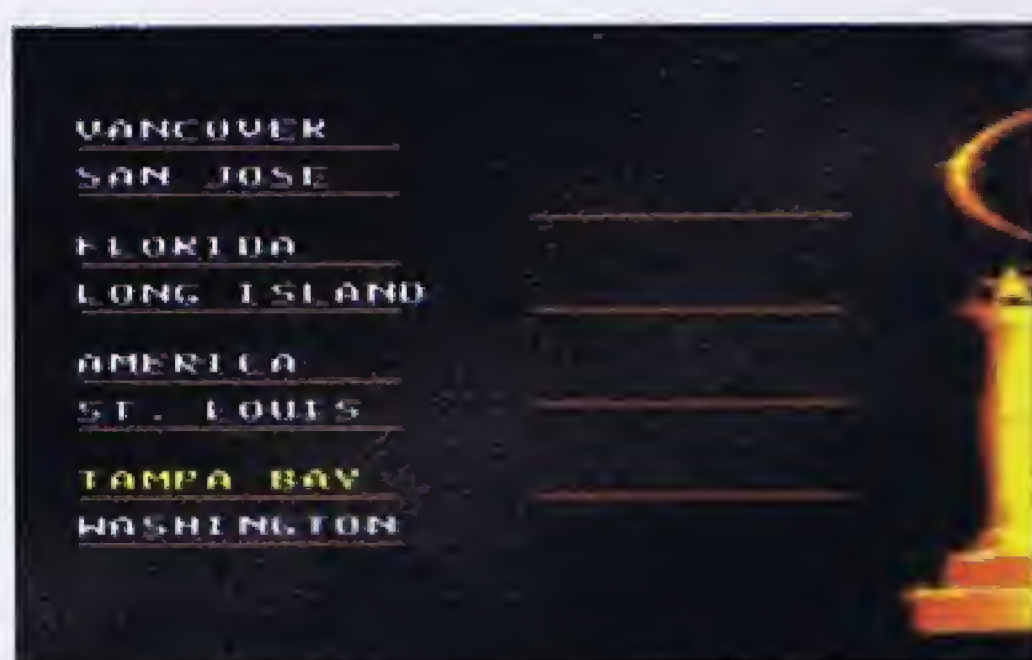 VANCOUVER
SAN JOSE
FLORIDA
LONG ISLAND
AMERICA
ST. LOUIS
TAMPA BAY
WASHINGTON